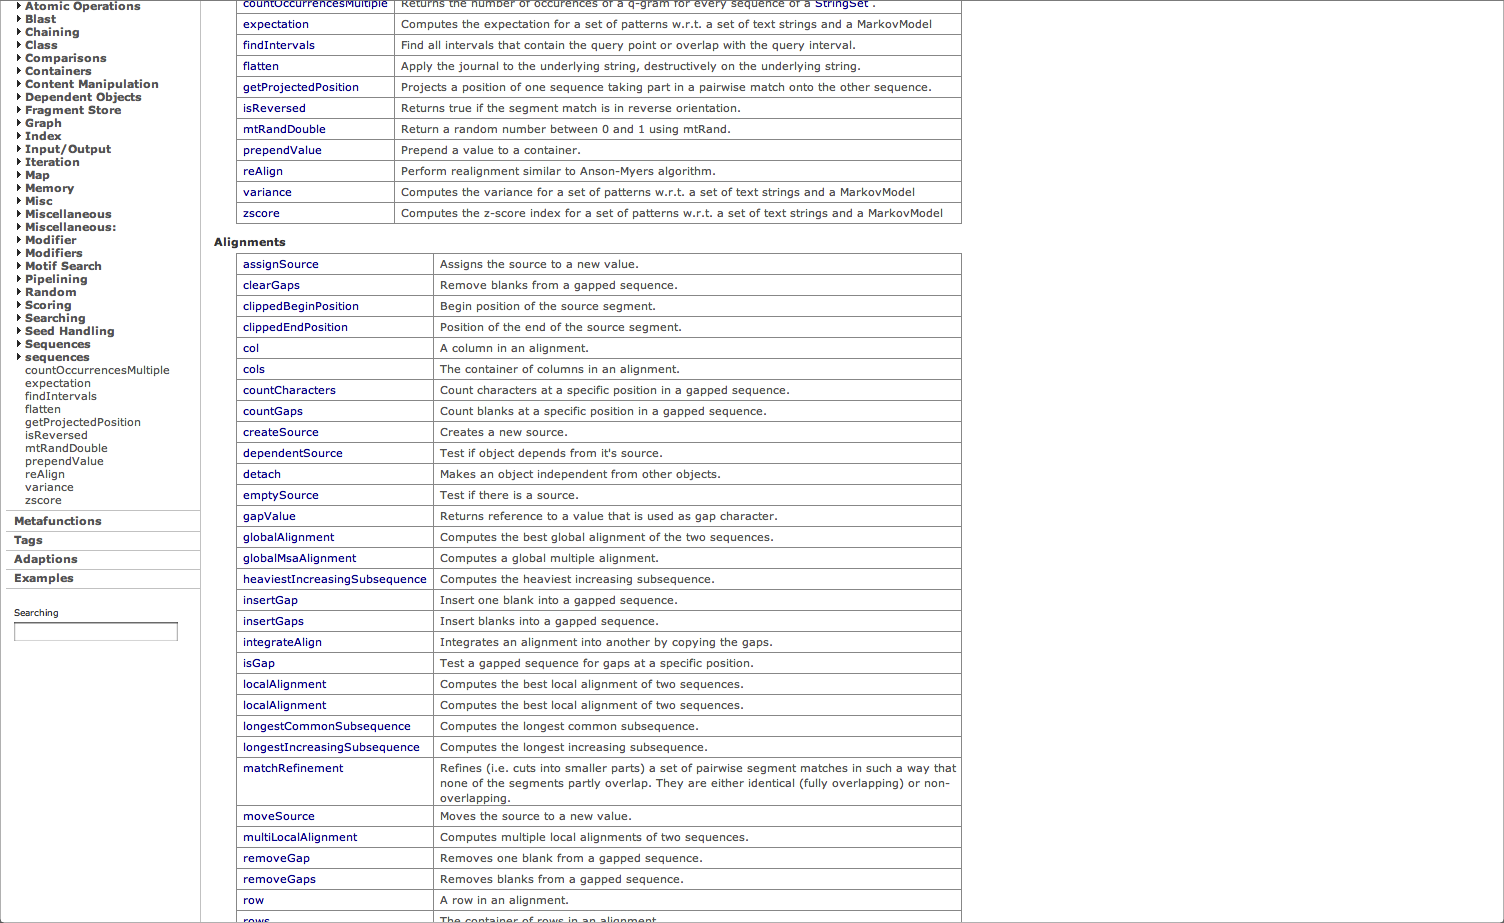 Atomic Operations
Blast
Chaining
Class
Comparisons
Containers
Content Manipulation
Dependent Objects
Fragment Store
Graph
Index
Input/Output
Iteration
Map
Memory
Misc
Miscellaneous
Miscellaneous:
Modifier
Modifiers
Motif Search
Pipelining
Random
Scoring
Searching
Seed Handling
Sequences
sequences
countOccurrencesMultiple
expectation
findIntervals
flatten
getProjectedPosition
isReversed
mtRandDouble
prependValue
reAlign
variance
zscore
Metafunctions
Tags
Adaptions
Examples
Searching
countOccurrencesMultiple Returns the number of occurences of a q-gram for every sequence of a StringSet .
expectation Computes the expectation for a set of patterns w.r.t. a set of text strings and a MarkovModel
findIntervals Find all intervals that contain the query point or overlap with the query interval.
flatten Apply the journal to the underlying string, destructively on the underlying string.
getProjectedPosition Projects a position of one sequence taking part in a pairwise match onto the other sequence.
isReversed Returns true if the segment match is in reverse orientation.
mtRandDouble Return a random number between 0 and 1 using mtRand.
prependValue Prepend a value to a container.
reAlign Perform realignment similar to Anson-Myers algorithm.
variance Computes the variance for a set of patterns w.r.t. a set of text strings and a MarkovModel
zscore Computes the z-score index for a set of patterns w.r.t. a set of text strings and a MarkovModel
Alignments
assignSource Assigns the source to a new value.
clearGaps Remove blanks from a gapped sequence.
clippedBeginPosition Begin position of the source segment.
clippedEndPosition Position of the end of the source segment.
col A column in an alignment.
cols The container of columns in an alignment.
countCharacters Count characters at a specific position in a gapped sequence.
countGaps Count blanks at a specific position in a gapped sequence.
createSource Creates a new source.
dependentSource Test if object depends from it's source.
detach Makes an object independent from other objects.
emptySource Test if there is a source.
gapValue Returns reference to a value that is used as gap character.
globalAlignment Computes the best global alignment of the two sequences.
globalMsaAlignment Computes a global multiple alignment.
heaviestIncreasingSubsequence Computes the heaviest increasing subsequence.
insertGap Insert one blank into a gapped sequence.
insertGaps Insert blanks into a gapped sequence.
integrateAlign Integrates an alignment into another by copying the gaps.
isGap Test a gapped sequence for gaps at a specific position.
localAlignment Computes the best local alignment of two sequences.
localAlignment Computes the best local alignment of two sequences.
longestCommonSubsequence Computes the longest common subsequence.
longestIncreasingSubsequence Computes the longest increasing subsequence.
matchRefinement Refines (i.e. cuts into smaller parts) a set of pairwise segment matches in such a way that
none of the segments partly overlap. They are either identical (fully overlapping) or non-
overlapping.
moveSource Moves the source to a new value.
multiLocalAlignment Computes multiple local alignments of two sequences.
removeGap Removes one blank from a gapped sequence.
removeGaps Removes blanks from a gapped sequence.
row A row in an alignment.
rows The container of rows in an alignment.